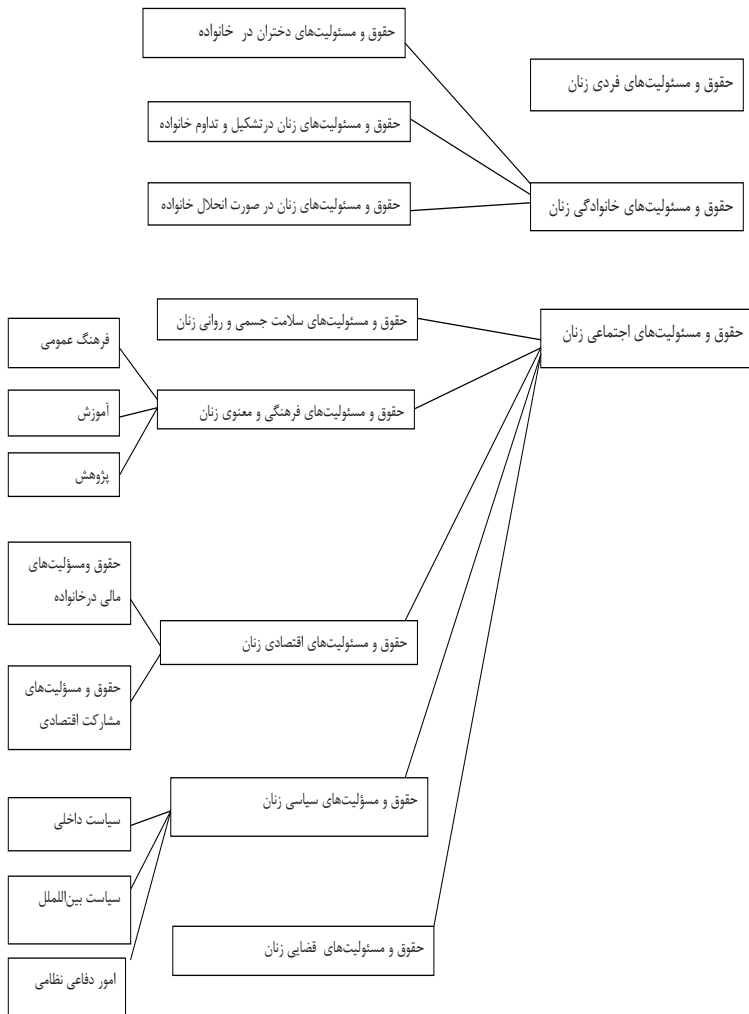 حقوق و مسئولیت‌های فردی زنان
حقوق و مسئولیت‌های خانوادگی زنان
حقوق و مسئولیت‌های دختران در خانواده
حقوق و مسئولیت‌های زنان درتشکیل و تداوم خانواده
حقوق و مسئولیت‌های زنان در صورت انحلال خانواده
حقوق و مسئولیت‌های اجتماعی زنان
حقوق و مسئولیت‌های سلامت جسمی و روانی زنان
حقوق و مسئولیت‌های فرهنگی و معنوی زنان
فرهنگ عمومی
آموزش
پژوهش
حقوق و مسئولیت‌های اقتصادی زنان
حقوق ومسؤلیت‌های
مالی درخانواده
حقوق و مسؤلیت‌های
مشارکت اقتصادی
حقوق و مسؤلیت‌های سیاسی زنان
سیاست داخلی
سیاست بین‌اللملل
امور دفاعی نظامی
حقوق و مسئولیت‌های قضایی زنان